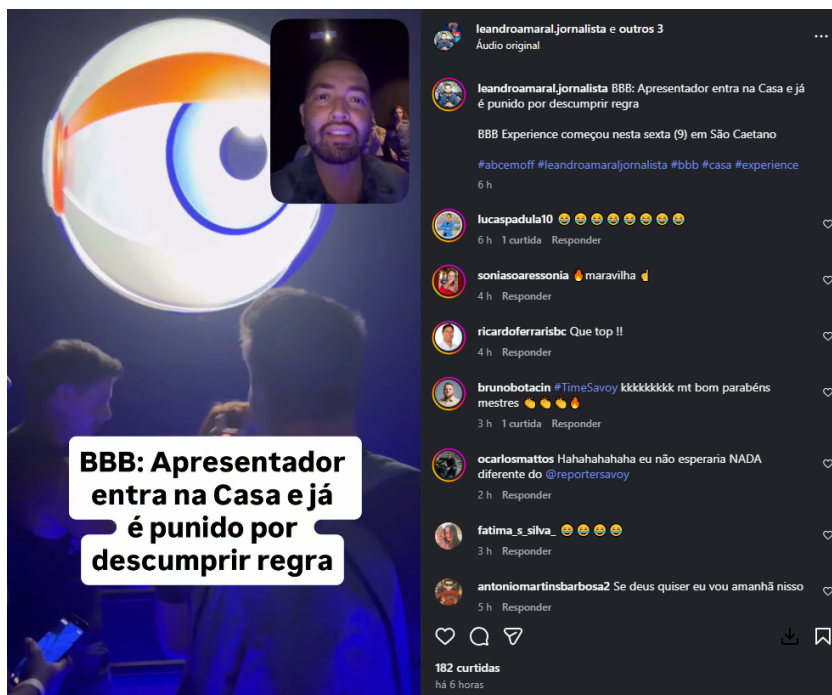 leandroamaral.jornalista e outros 3
Áudio original
leandroamaral.jornalista BBB: Apresentador entra na Casa e já
é punido por descumprir regra
BBB Experience começou nesta sexta (9) em São Caetano
#abcemoff #leandroamaraljornalista #bbb #casa #experience
6 h
lucaspadula10 😂😂😂😂😂😂😂😂
6 h 1 curtida Responder
soniasoaressonia 🔥maravilha ☝️
4 h Responder
ricardoferrarisbc Que top !!
4 h Responder
brunobotacin #TimeSavoy kkkkkkkkk mt bom parabéns
mestres 👏👏👏🔥
3 h 1 curtida Responder
ocarlosmattos Hahahahahaha eu não esperaria NADA
diferente do @reportersavoy
2 h Responder
fatima_s_silva_ 😂😂😂😂
3 h Responder
antoniomartinsbarbosa2 Se deus quiser eu vou amanhã nisso
5 h Responder
182 curtidas
há 6 horas
BBB: Apresentador
entra na Casa e já
é punido por
descumprir regra